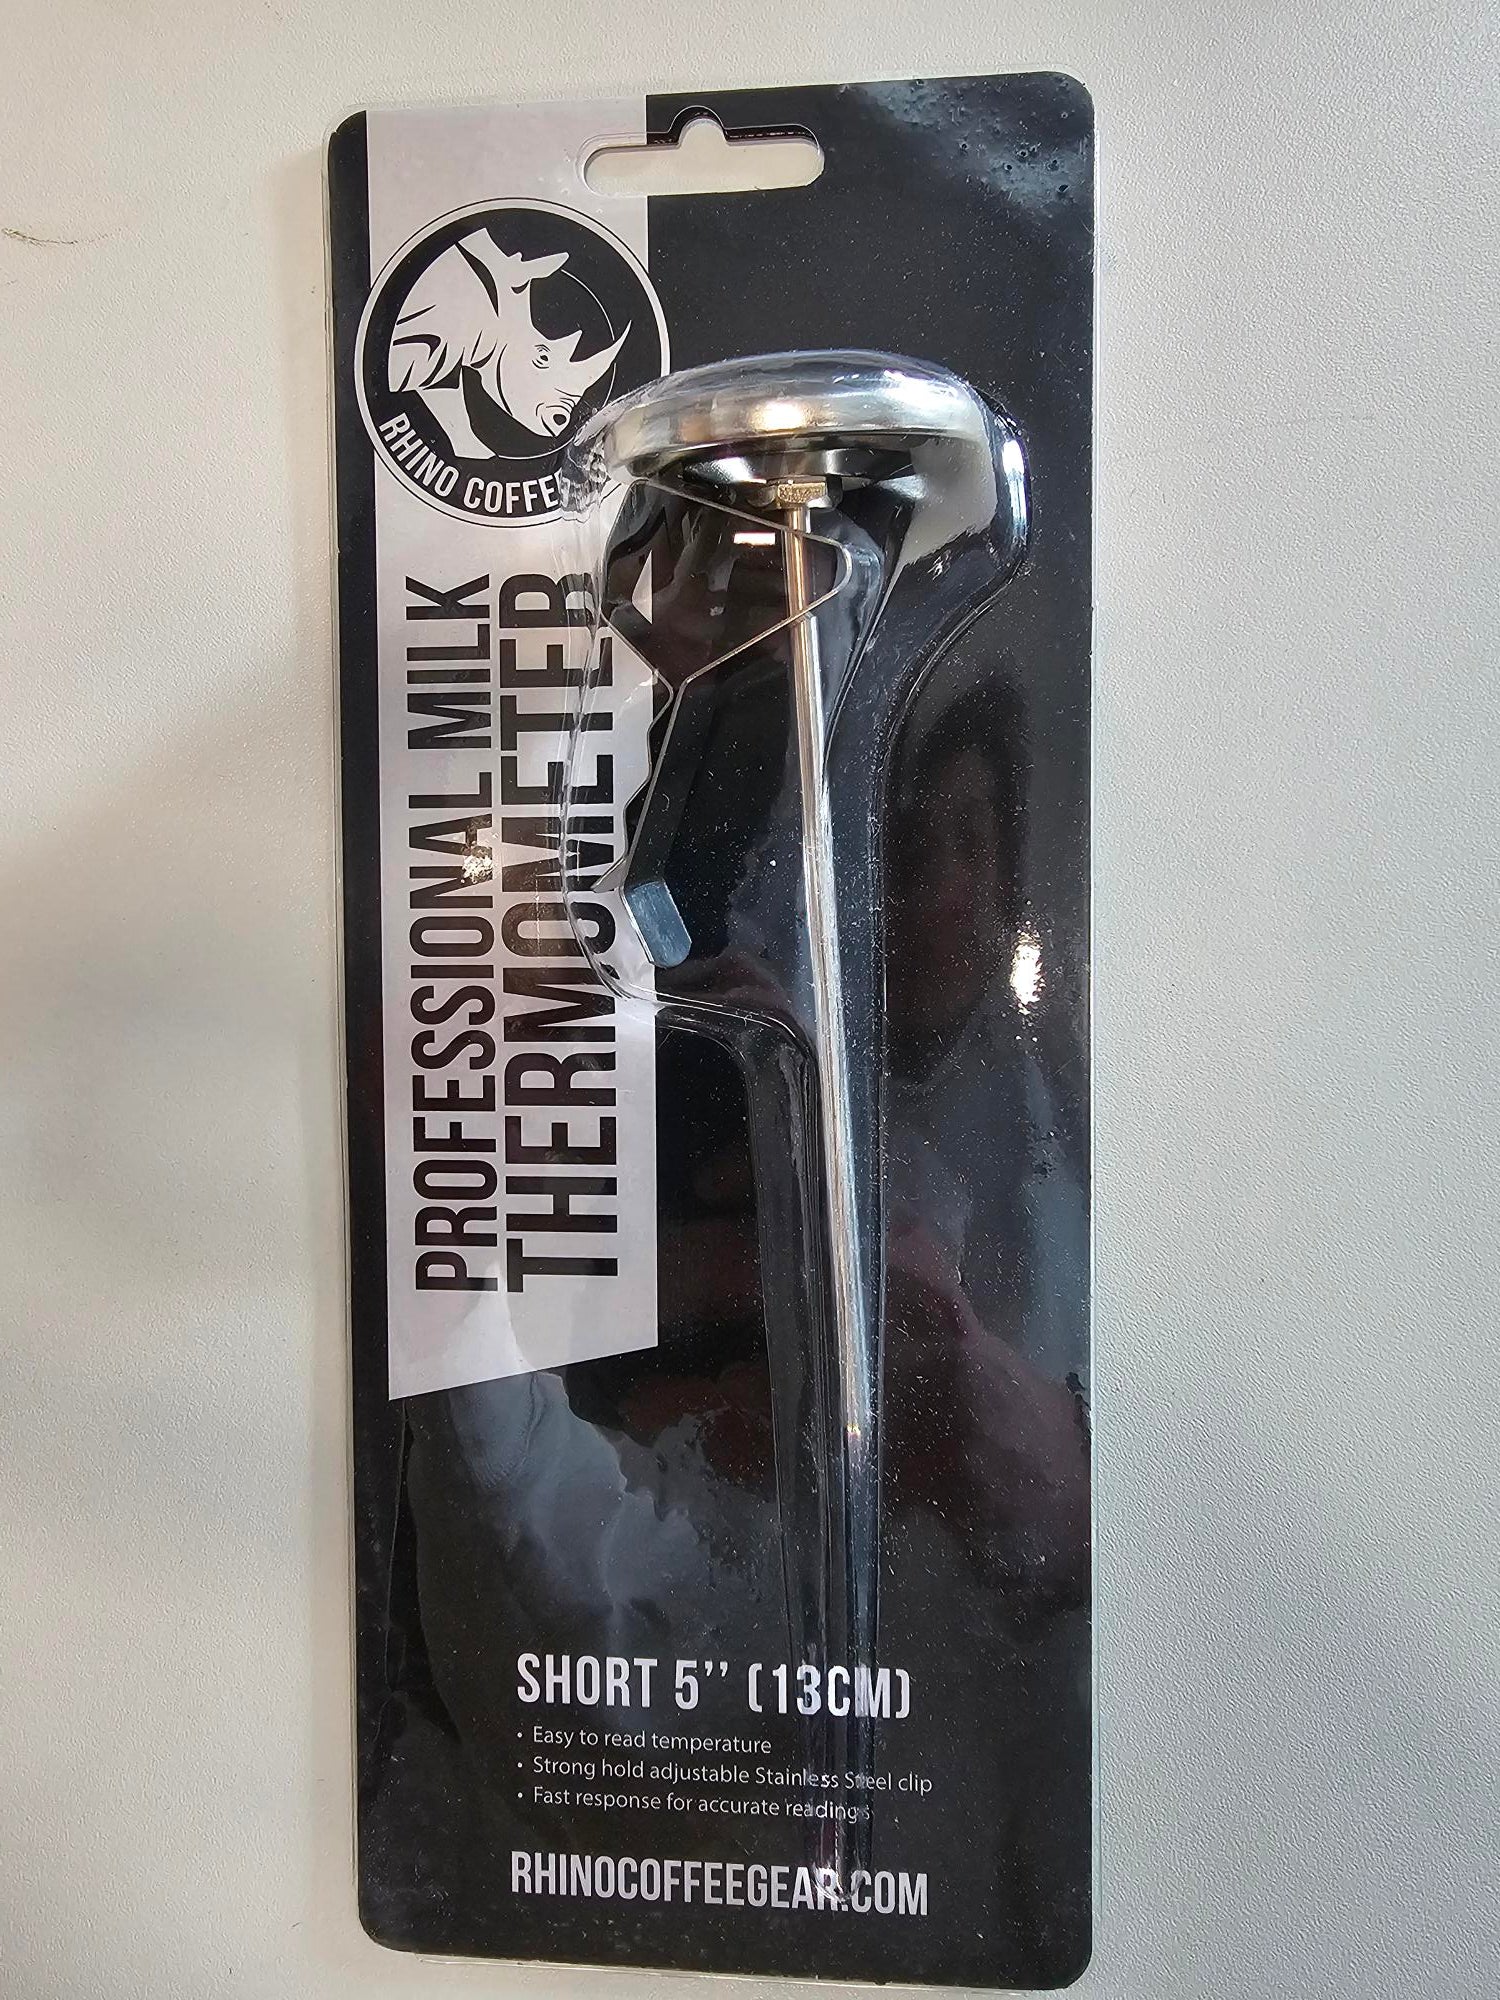 RHINO COFFEE
PROFESSIONAL MILK
THERMOMETER
SHORT 5’’ (13CM)
• Easy to read temperature
• Strong hold adjustable Stainless Steel clip
• Fast response for accurate readings
RHINOCOFFEEGEAR.COM